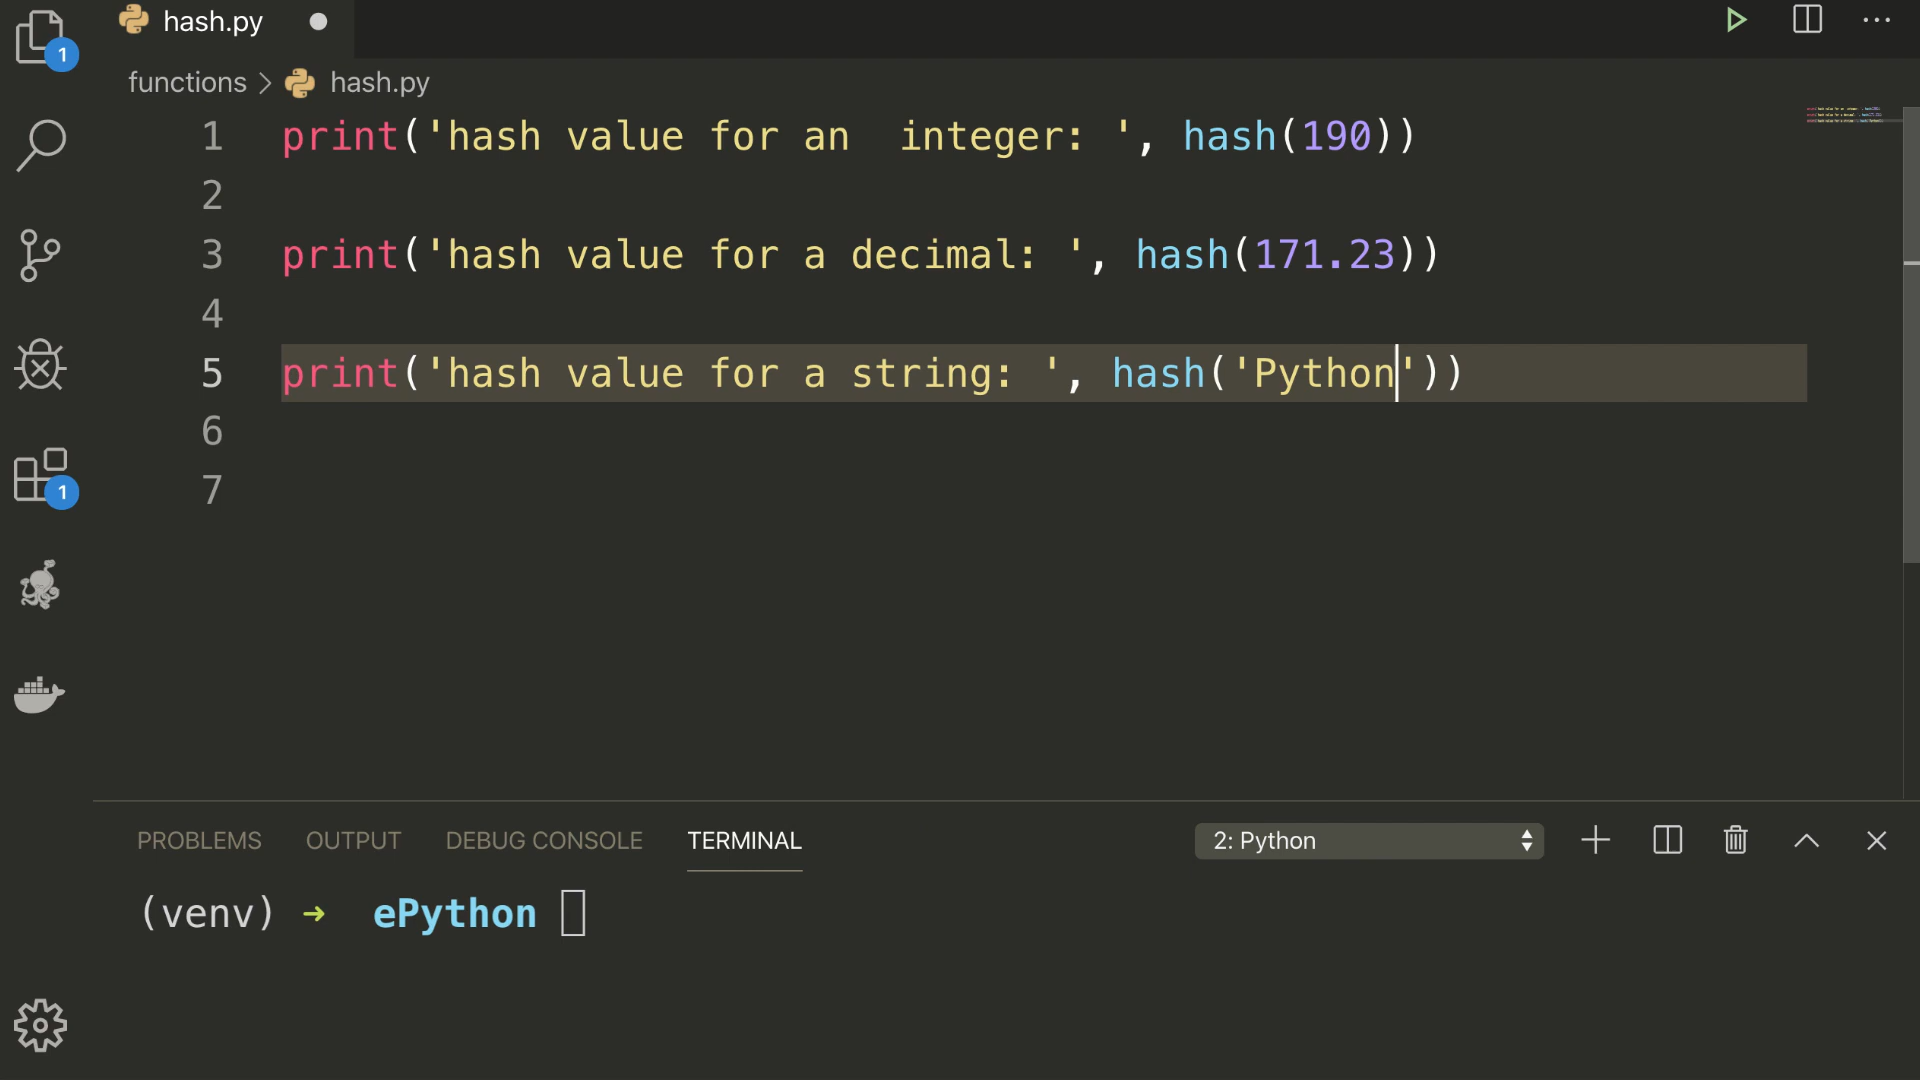 hash.py
1
functions > hash.py
1 print('hash value for an  integer: ', hash(190))
2
3 print('hash value for a decimal: ', hash(171.23))
4
5 print('hash value for a string: ', hash('Python'))
6
7
1
PROBLEMS OUTPUT DEBUG CONSOLE TERMINAL 2: Python
(venv) ➜  ePython